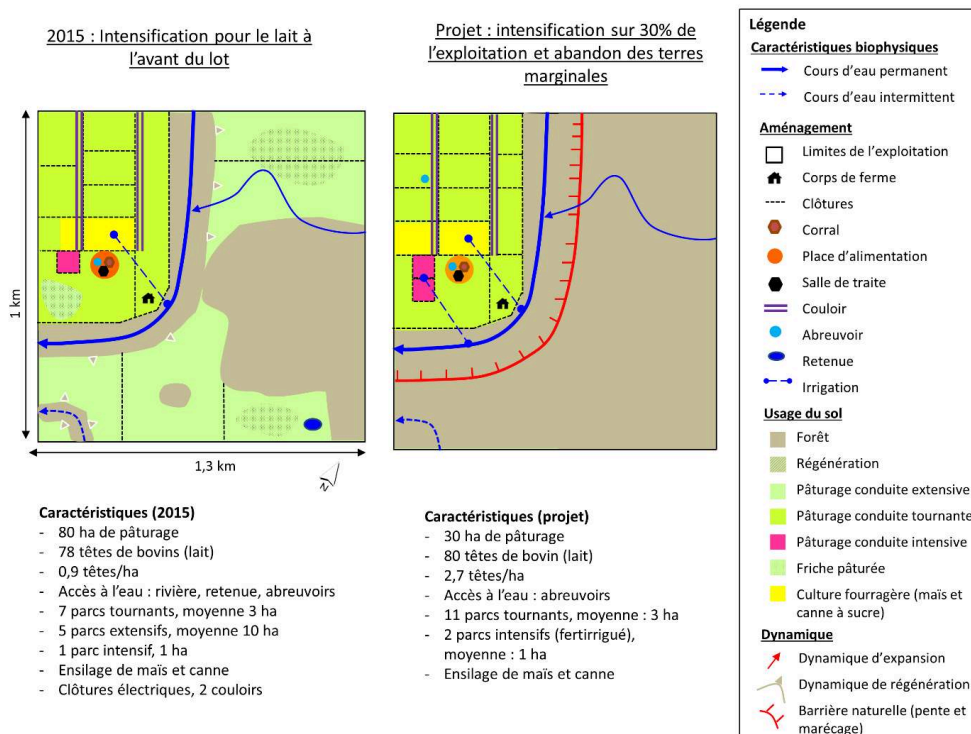 2015 : Intensification pour le lait à
l'avant du lot
Projet : intensification sur 30% de
l'exploitation et abandon des terres
marginales
1 km
1,3 km
N
Caractéristiques (2015)
- 80 ha de pâturage
- 78 têtes de bovins (lait)
- 0,9 têtes/ha
- Accès à l'eau : rivière, retenue, abreuvoirs
- 7 parcs tournants, moyenne 3 ha
- 5 parcs extensifs, moyenne 10 ha
- 1 parc intensif, 1 ha
- Ensilage de maïs et canne
- Clôtures électriques, 2 couloirs
Caractéristiques (projet)
- 30 ha de pâturage
- 80 têtes de bovin (lait)
- 2,7 têtes/ha
- Accès à l'eau : abreuvoirs
- 11 parcs tournants, moyenne : 3 ha
- 2 parcs intensifs (fertirrigué),
moyenne : 1 ha
- Ensilage de maïs et canne
Légende
Caractéristiques biophysiques
Cours d'eau permanent
Cours d'eau intermittent
Aménagement
Limites de l'exploitation
Corps de ferme
Clôtures
Corral
Place d'alimentation
Salle de traite
Couloir
Abreuvoir
Retenue
Irrigation
Usage du sol
Forêt
Régénération
Pâturage conduite extensive
Pâturage conduite tournante
Pâturage conduite intensive
Friche pâturée
Culture fourragère (maïs et
canne à sucre)
Dynamique
Dynamique d'expansion
Dynamique de régénération
Barrière naturelle (pente et
marécage)